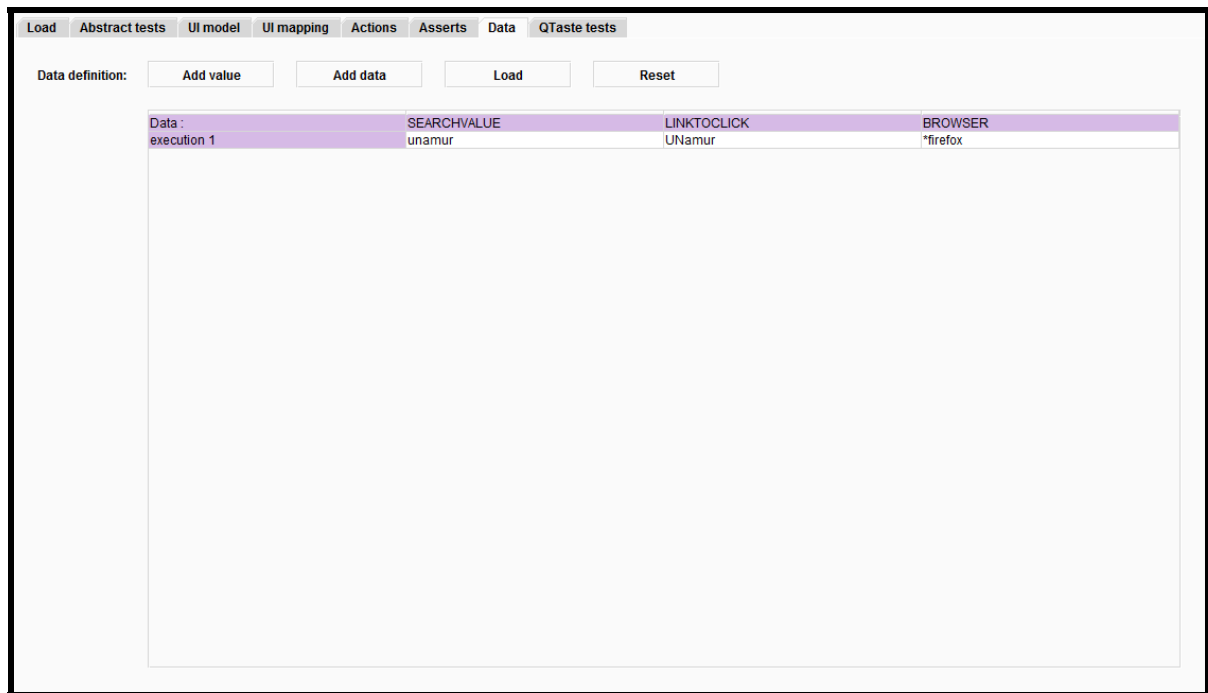 Load Abstract tests UI model UI mapping Actions Asserts Data QTaste tests
Data definition: Add value Add data Load Reset
Data : SEARCHVALUE LINKTOCLICK BROWSER
execution 1 unamur UNamur *firefox